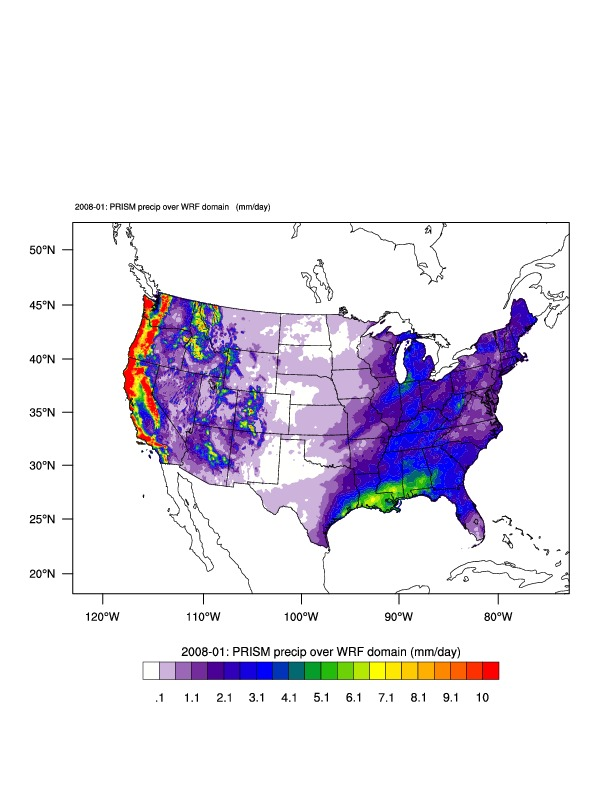 2008-01: PRISM precip over WRF domain (mm/day)
50°N
45°N
40°N
35°N
30°N
25°N
20°N
120°W 110°W 100°W 90°W 80°W
2008-01: PRISM precip over WRF domain (mm/day)
.1 1.1 2.1 3.1 4.1 5.1 6.1 7.1 8.1 9.1 10